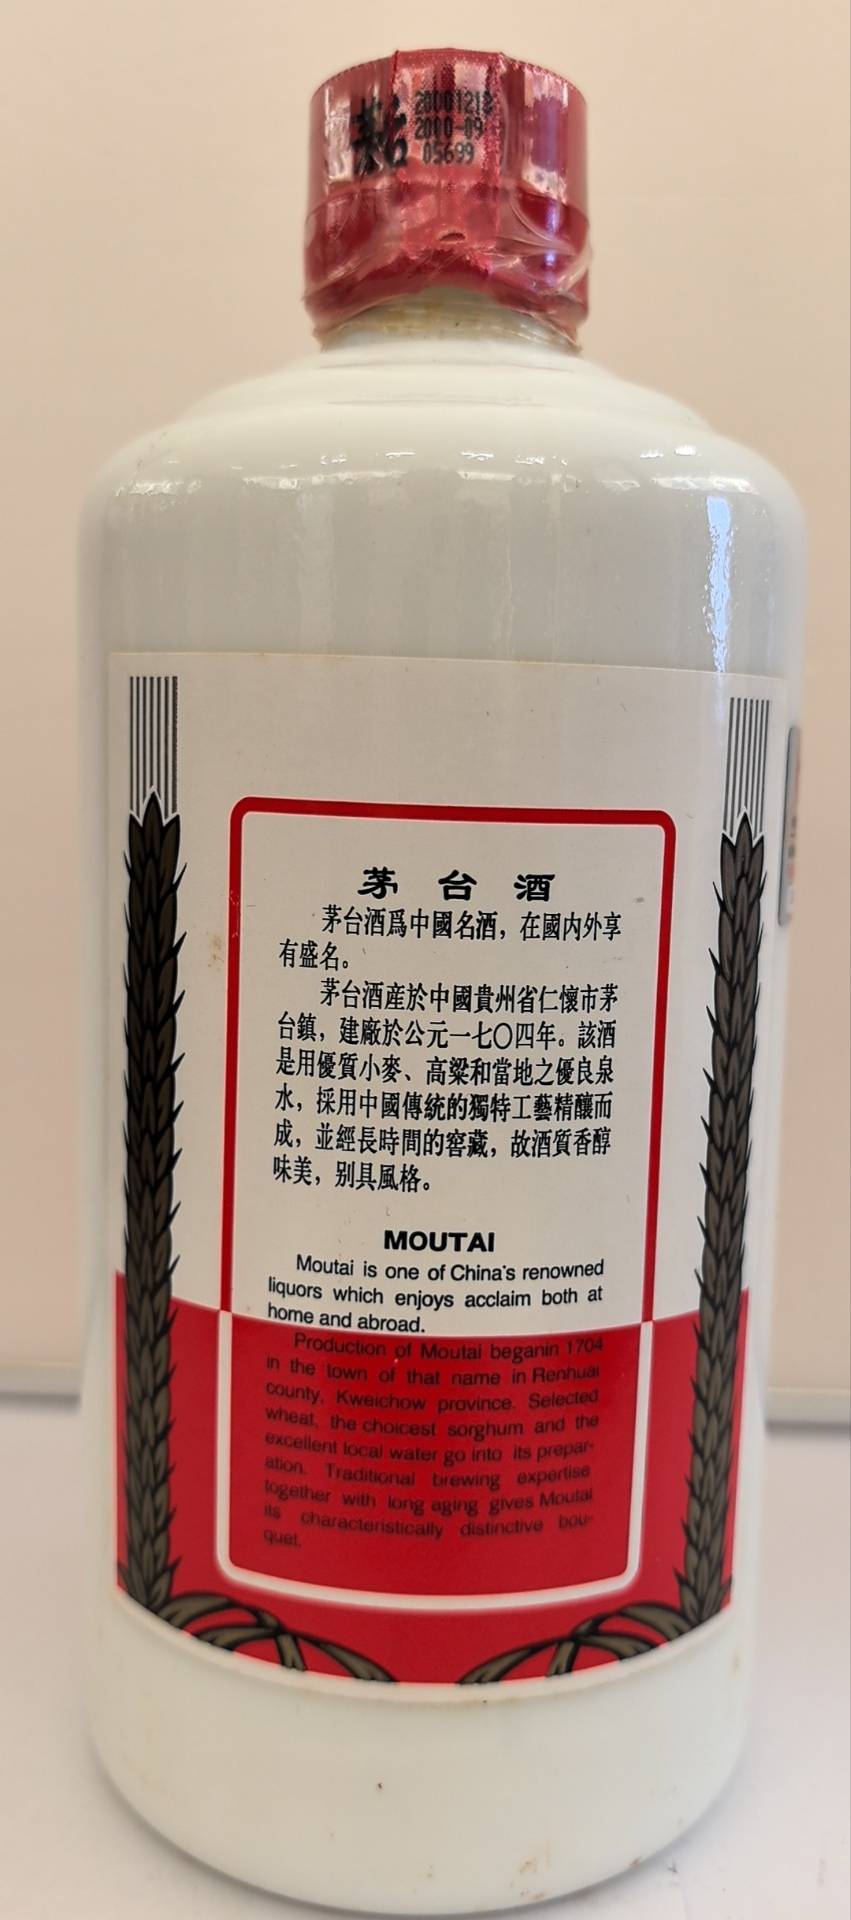 茅台
20001218
2000-09
05699
茅台酒
茅台酒爲中國名酒，在國内外享
有盛名。
茅台酒産於中國貴州省仁懷市茅
台鎮，建廠於公元一七〇四年。該酒
是用優質小麥、高粱和當地之優良泉
水，採用中國傳統的獨特工藝精釀而
成，並經長時間的窖藏，故酒質香醇
味美，别具風格。
MOUTAI
Moutai is one of China's renowned
liquors which enjoys acclaim both at
home and abroad.
Production of Moutai beganin 1704
in the town of that name in Renhuai
county, Kweichow province. Selected
wheat, the choicest sorghum and the
excellent local water go into its prepar-
ation. Traditional brewing expertise
together with long aging gives Moutai
its characteristically distinctive bou-
quet.